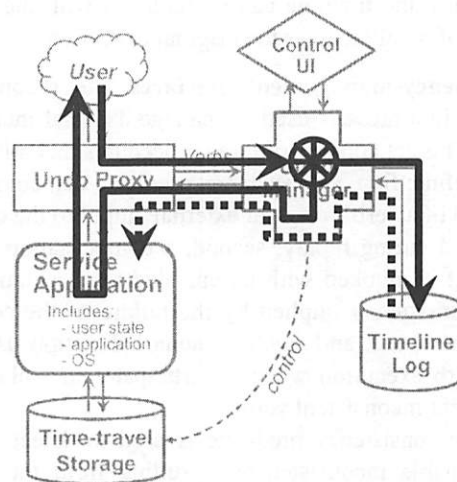 User
Control
UI
Verbs
Undo Proxy
Manager
Service
Application
Includes:
- user state
- application
- OS
Timeline
Log
control
Time-travel
Storage